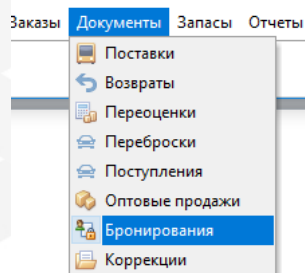 Заказы Документы Запасы Отчеты
Поставки
Возвраты
Переоценки
Переброски
Поступления
Оптовые продажи
Бронирования
Коррекции